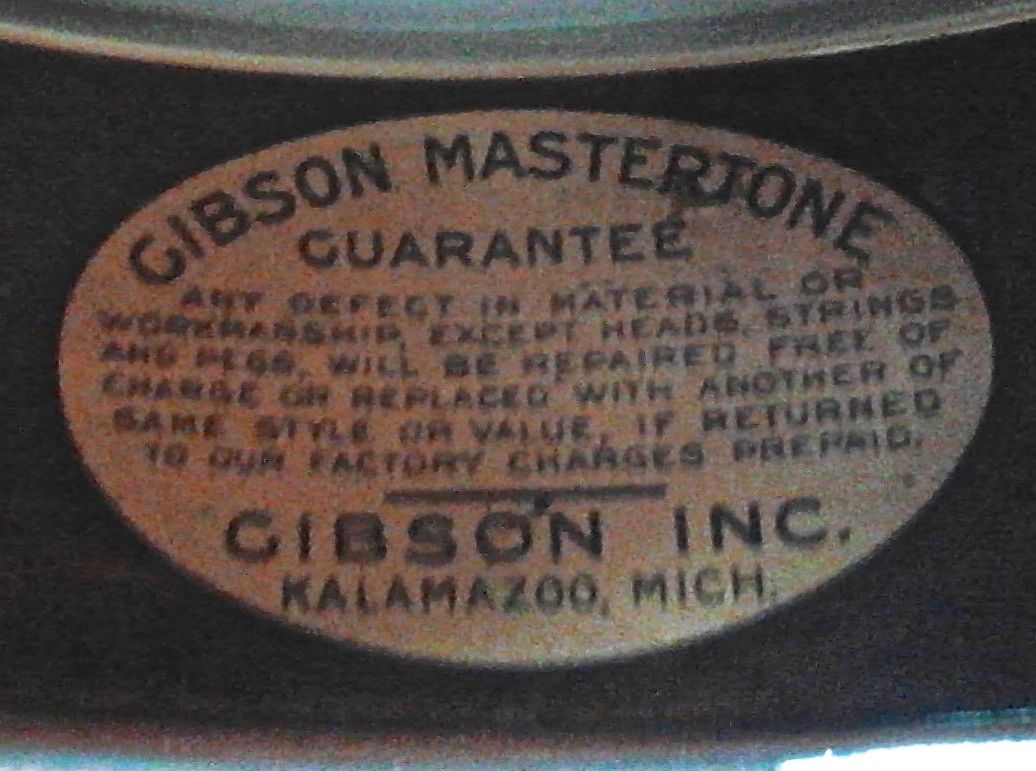 GIBSON MASTERTONE
GUARANTEE
ANY DEFECT IN MATERIAL OR
WORKMANSHIP, EXCEPT HEADS, STRINGS
AND PEGS, WILL BE REPAIRED FREE OF
CHARGE OR REPLACED WITH ANOTHER OF
SAME STYLE OR VALUE, IF RETURNED
TO OUR FACTORY CHARGES PREPAID.
GIBSON INC.
KALAMAZOO, MICH.